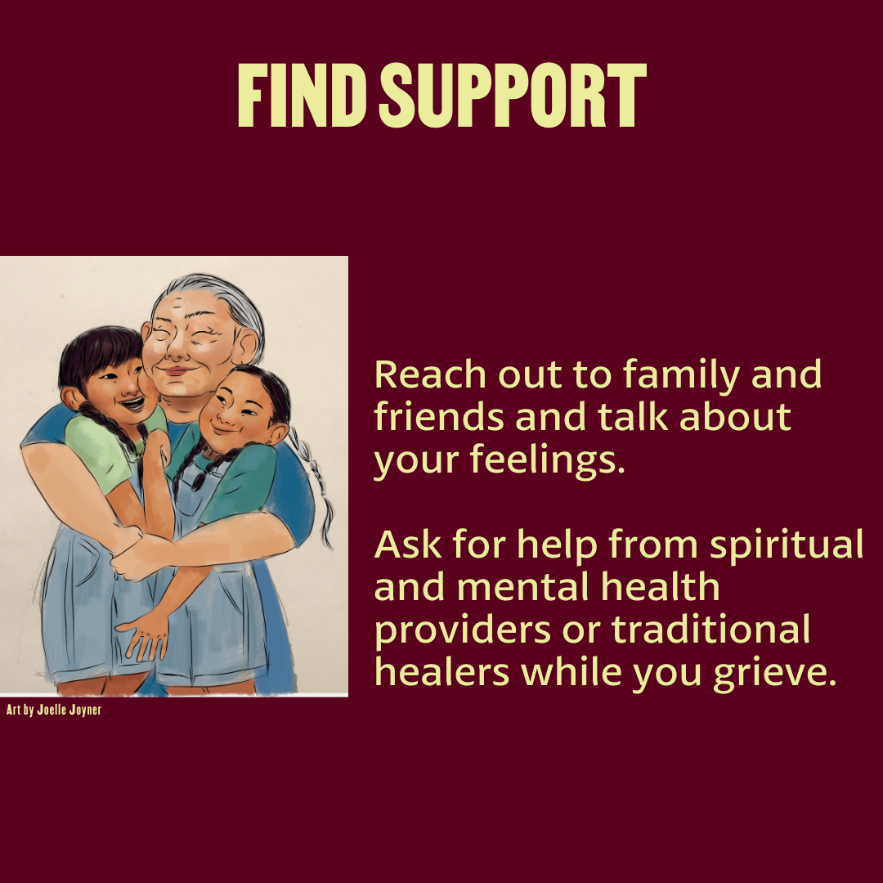 FIND SUPPORT
Reach out to family and
friends and talk about
your feelings.
Ask for help from spiritual
and mental health
providers or traditional
healers while you grieve.
Art by Joelle Joyner